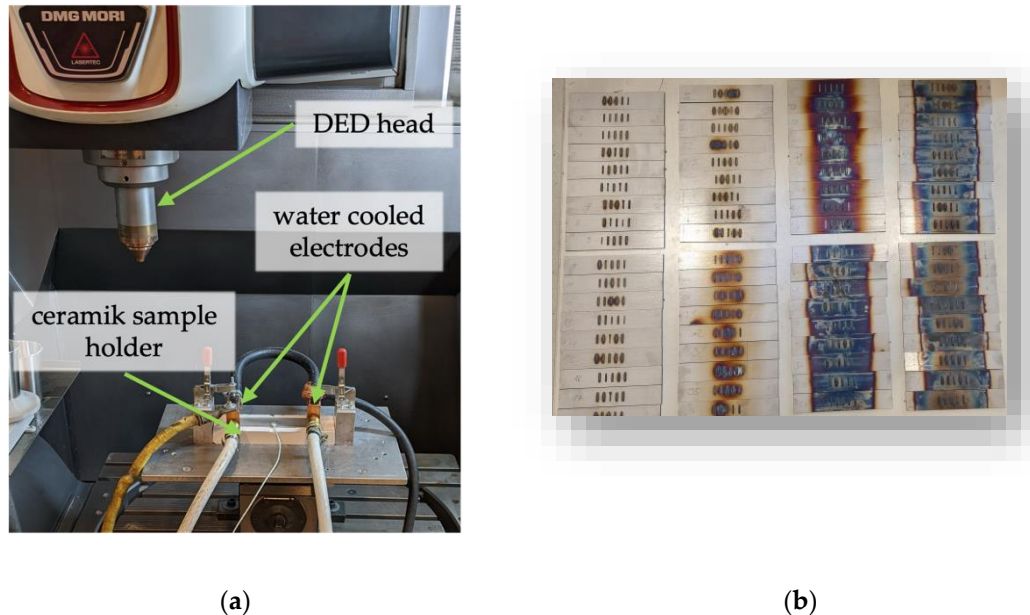 DMG MORI
LASERTEC
DED head
water cooled
electrodes
ceramik sample
holder
(a)
(b)